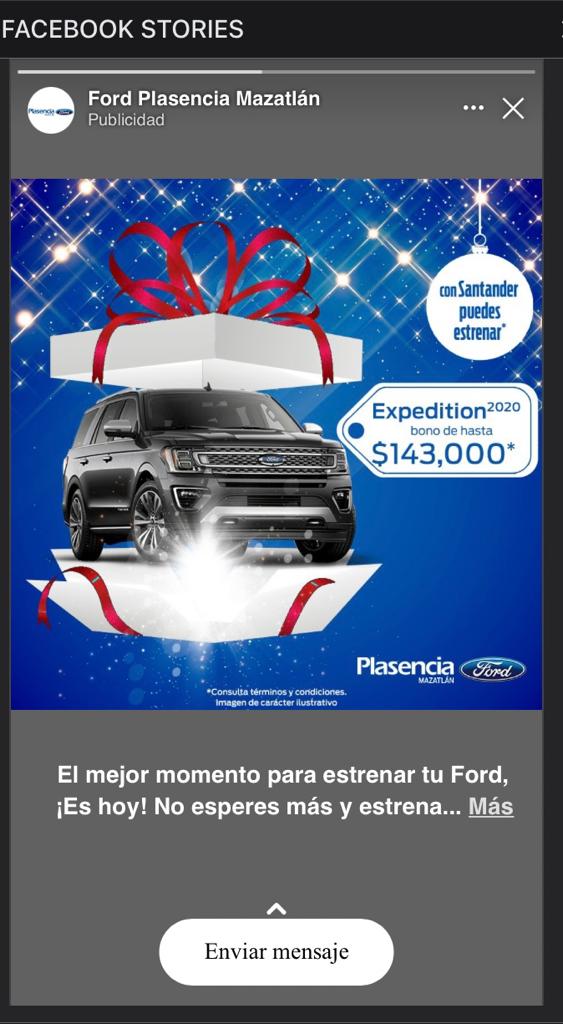 FACEBOOK STORIES
Ford Plasencia Mazatlán
Publicidad
con Santander
puedes
estrenar*
Expedition2020
bono de hasta
$143,000*
Plasencia Ford
MAZATLÁN
*Consulta términos y condiciones.
Imagen de carácter ilustrativo
El mejor momento para estrenar tu Ford,
¡Es hoy! No esperes más y estrena... Más
Enviar mensaje